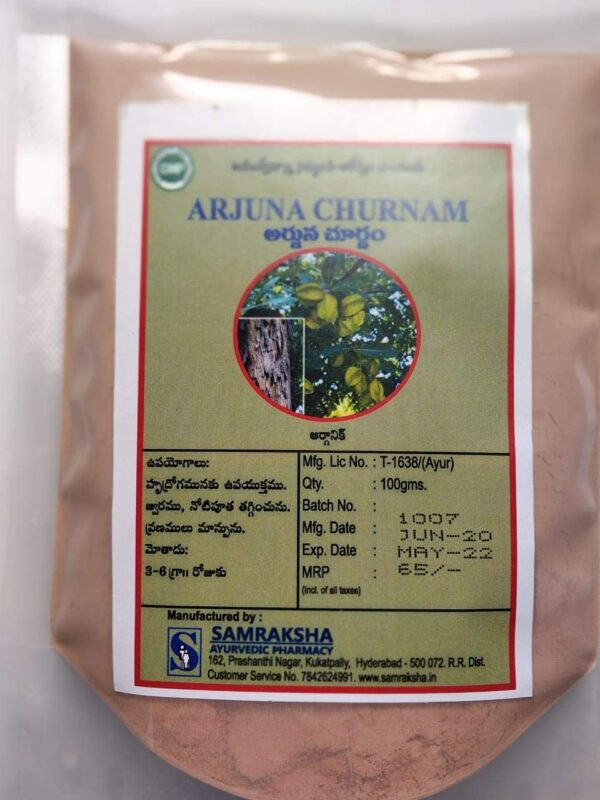 GMP
ARJUNA CHURNAM
అర్జున చూర్ణం
ఆర్గానిక్
ఉపయోగాలు:
హృద్రోగమునకు ఉపయుక్తము.
జ్వరము, నోటిపూత తగ్గించును.
వ్రణములు మాన్పును.
మోతాదు:
3-6 గ్రా॥ రోజుకు
Mfg. Lic No. : T-1638/(Ayur)
Qty. : 100gms.
Batch No. : 1007
Mfg. Date : JUN-20
Exp. Date : MAY-22
MRP : 65/-
(Incl. of all taxes)
Manufactured by :
S
SAMRAKSHA
AYURVEDIC PHARMACY
162, Prashanthi Nagar, Kukatpally, Hyderabad - 500 072. R.R. Dist.
Customer Service No. 7842624991. www.samraksha.in